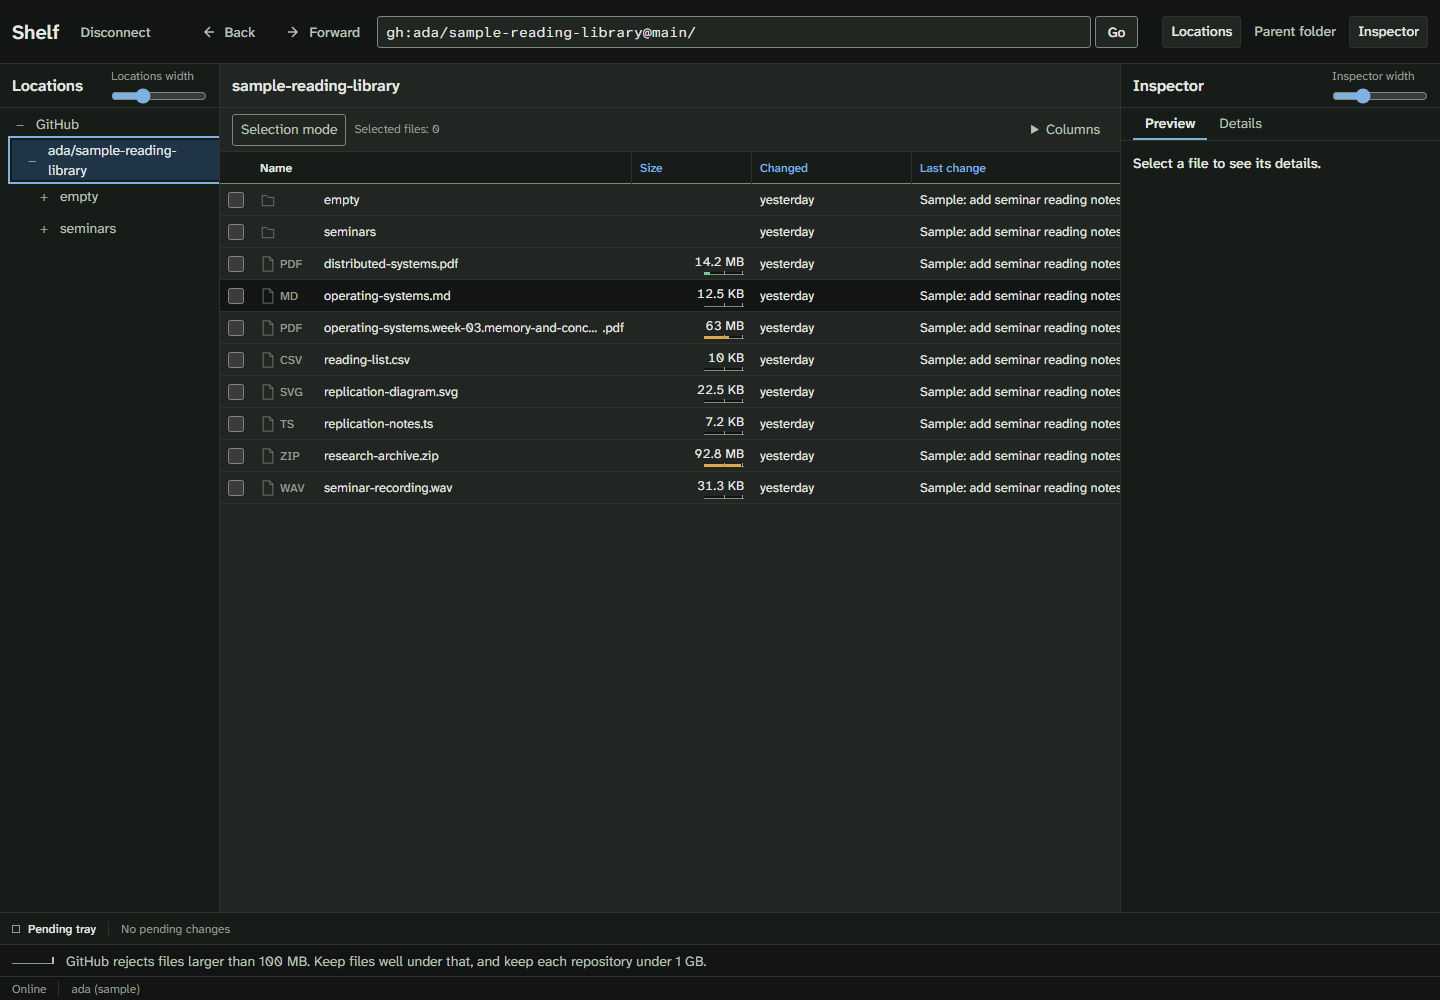 Shelf
Disconnect
Back
Forward
gh:ada/sample-reading-library@main/
Go
Locations
Parent folder
Inspector
Locations
Locations width
GitHub
ada/sample-reading-
library
empty
seminars
sample-reading-library
Selection mode
Selected files: 0
Columns
Name Size Changed Last change
empty yesterday Sample: add seminar reading notes
seminars yesterday Sample: add seminar reading notes
PDF distributed-systems.pdf 14.2 MB yesterday Sample: add seminar reading notes
MD operating-systems.md 12.5 KB yesterday Sample: add seminar reading notes
PDF operating-systems.week-03.memory-and-conc... .pdf 63 MB yesterday Sample: add seminar reading notes
CSV reading-list.csv 10 KB yesterday Sample: add seminar reading notes
SVG replication-diagram.svg 22.5 KB yesterday Sample: add seminar reading notes
TS replication-notes.ts 7.2 KB yesterday Sample: add seminar reading notes
ZIP research-archive.zip 92.8 MB yesterday Sample: add seminar reading notes
WAV seminar-recording.wav 31.3 KB yesterday Sample: add seminar reading notes
Inspector
Inspector width
Preview
Details
Select a file to see its details.
Pending tray
No pending changes
GitHub rejects files larger than 100 MB. Keep files well under that, and keep each repository under 1 GB.
Online
ada (sample)